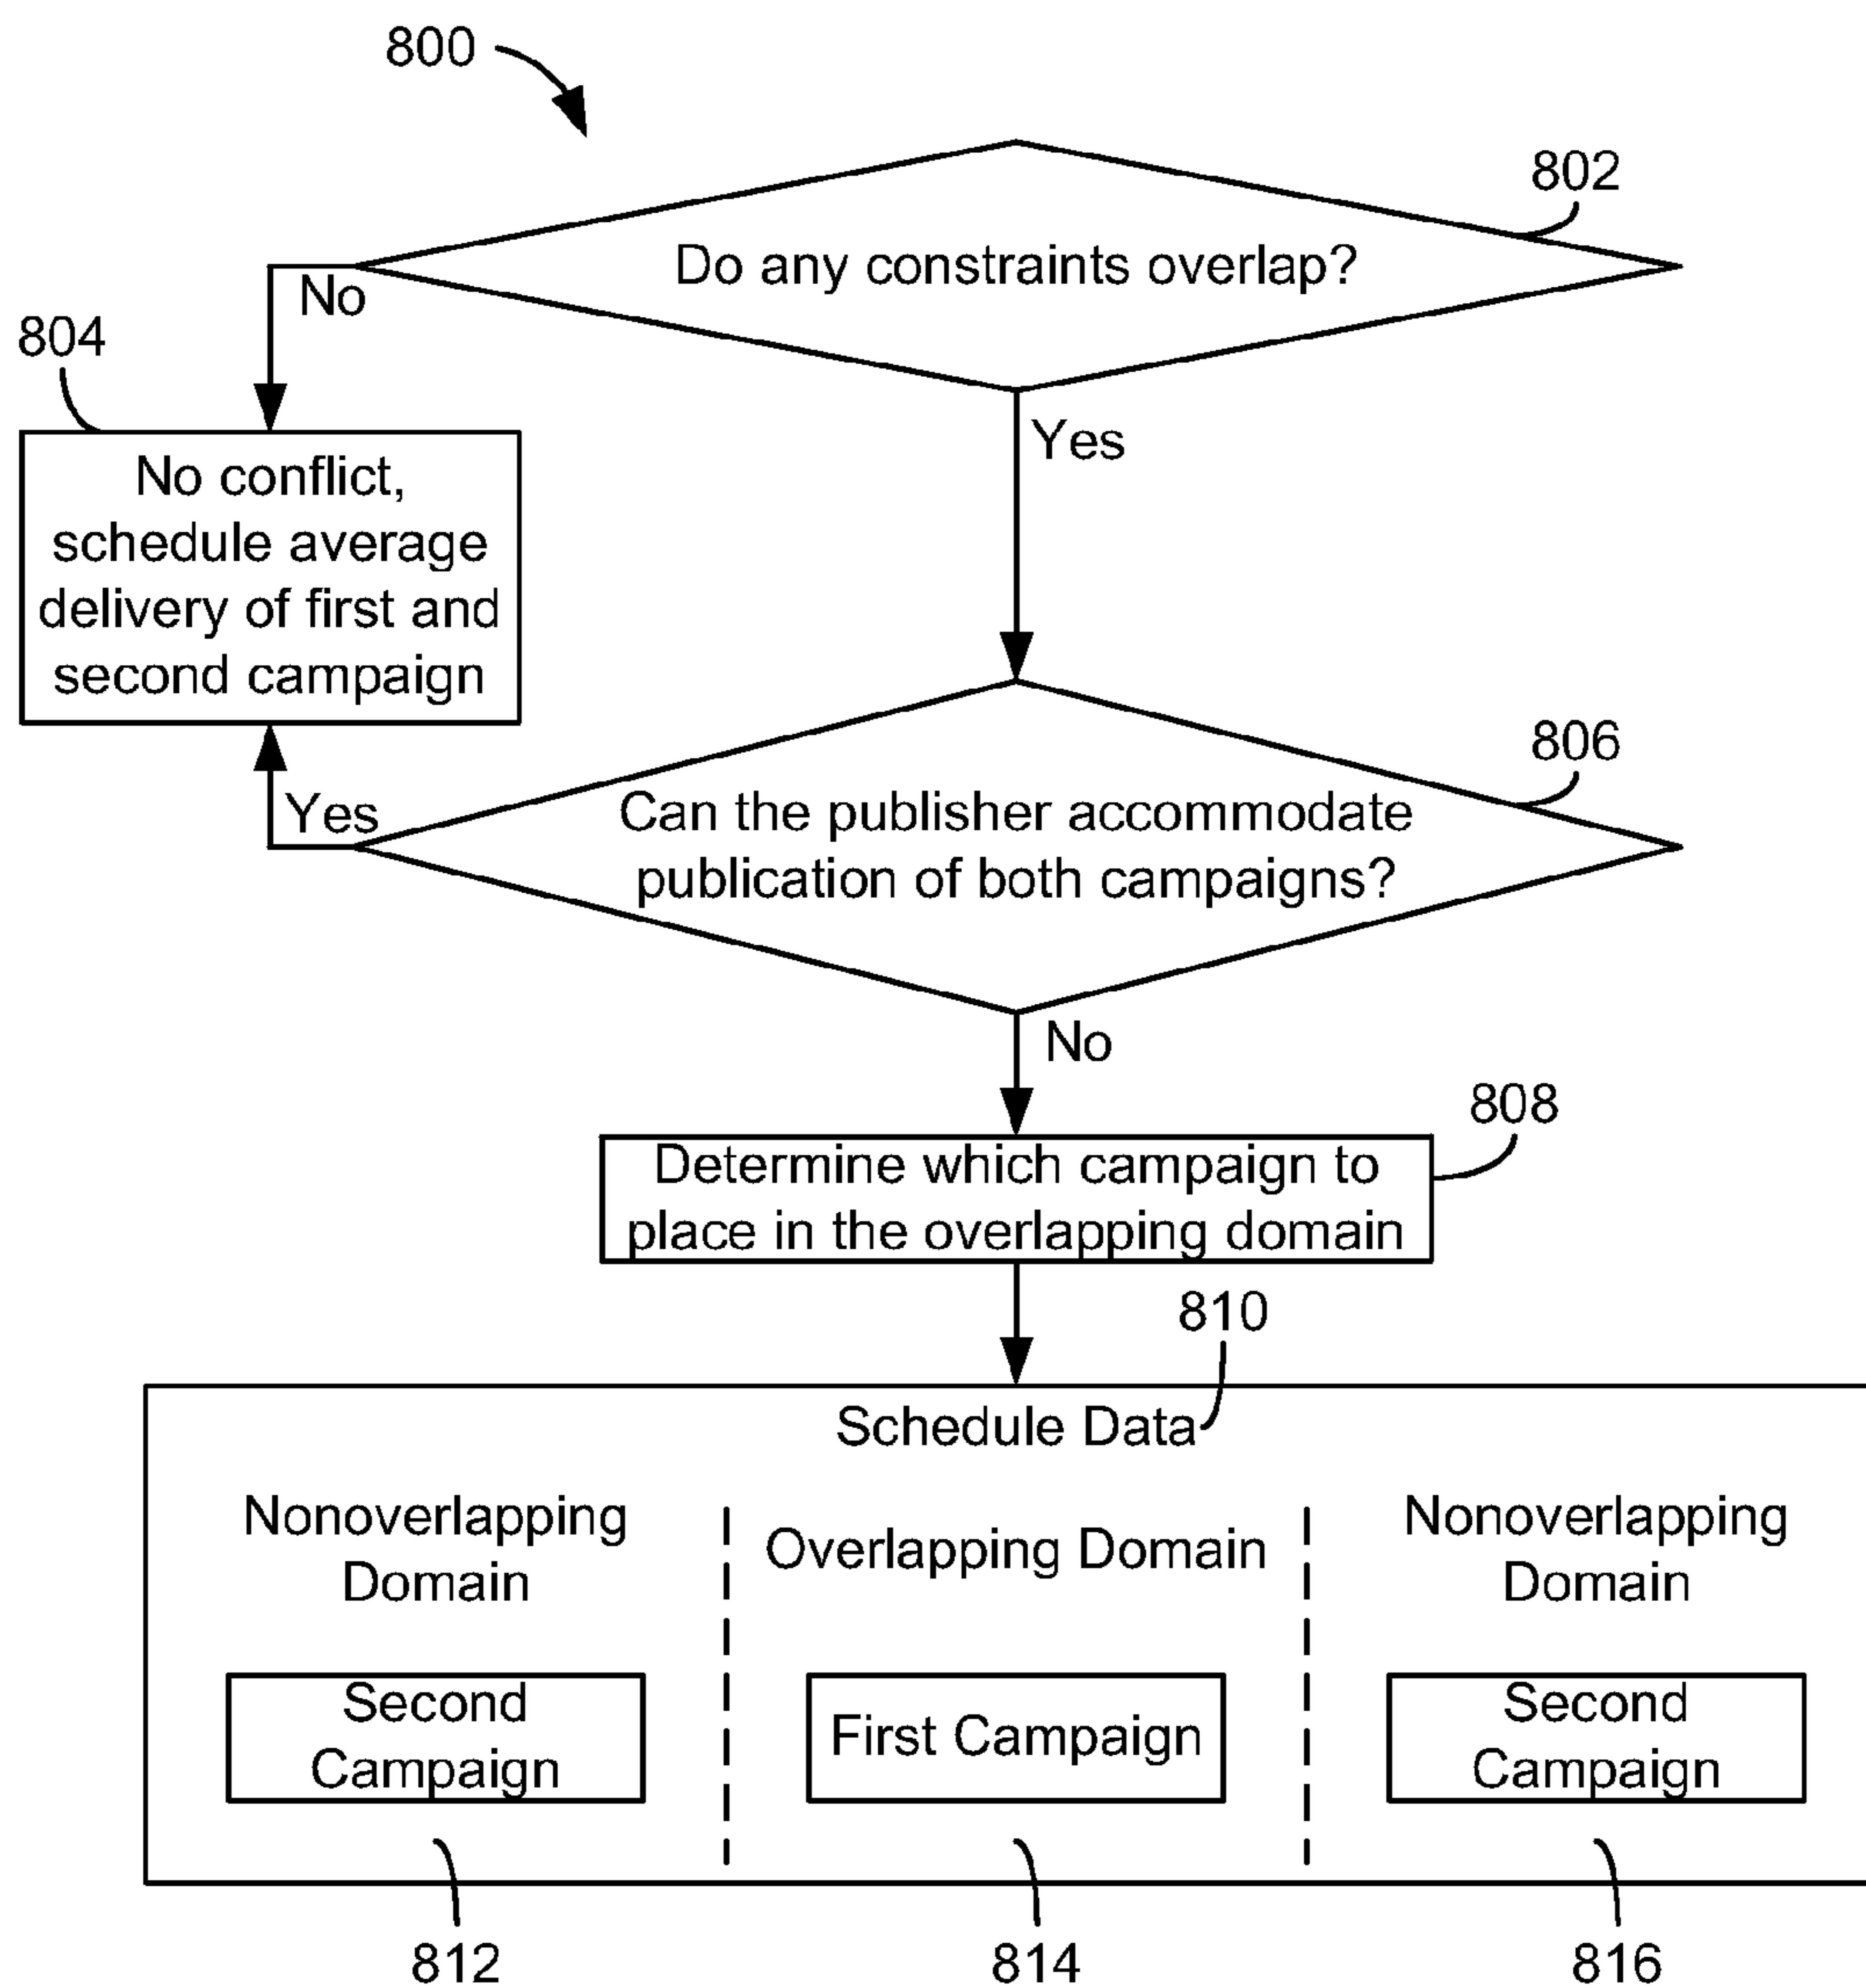 800
802
Do any constraints overlap?
No
804
Yes
No conflict,
schedule average
delivery of first and
second campaign
806
Yes
Can the publisher accommodate
publication of both campaigns?
No
808
Determine which campaign to
place in the overlapping domain
810
Schedule Data
Nonoverlapping
Domain
Overlapping Domain
Nonoverlapping
Domain
Second
Campaign
First Campaign
Second
Campaign
812
814
816